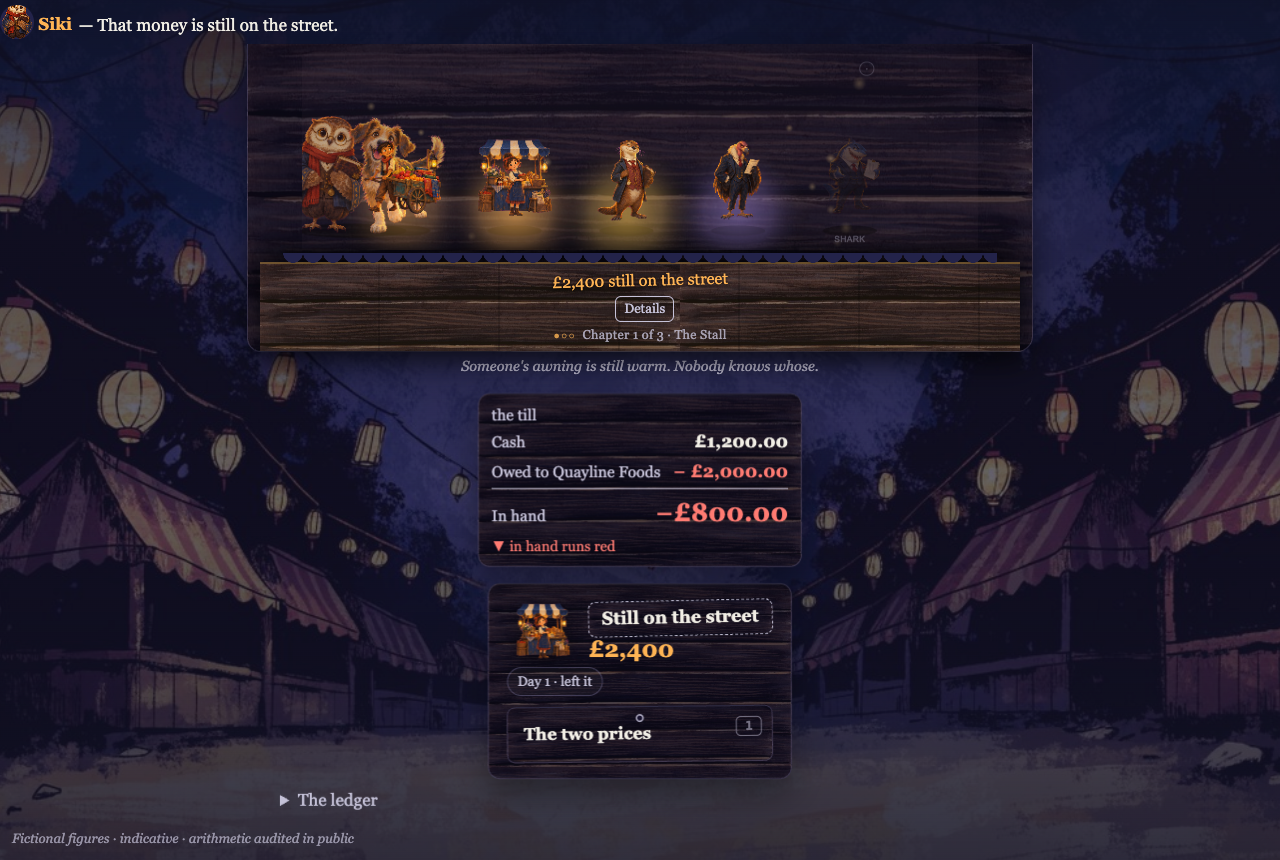 Siki — That money is still on the street.
SHARK
£2,400 still on the street
Details
Chapter 1 of 3 · The Stall
Someone's awning is still warm. Nobody knows whose.
the till
Cash £1,200.00
Owed to Quayline Foods − £2,000.00
In hand −£800.00
▼ in hand runs red
Still on the street
£2,400
Day 1 · left it
The two prices 1
▶ The ledger
Fictional figures · indicative · arithmetic audited in public